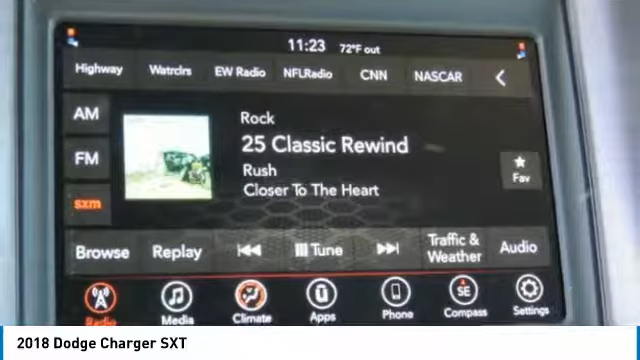 11:23 72°F out
Highway Watrclrs EW Radio NFLRadio CNN NASCAR
AM
Rock
25 Classic Rewind
FM
Rush
Closer To The Heart
Fav
sxm
Browse Replay Tune Traffic & Weather Audio
SE
Radio Media Climate Apps Phone Compass Settings
2018 Dodge Charger SXT